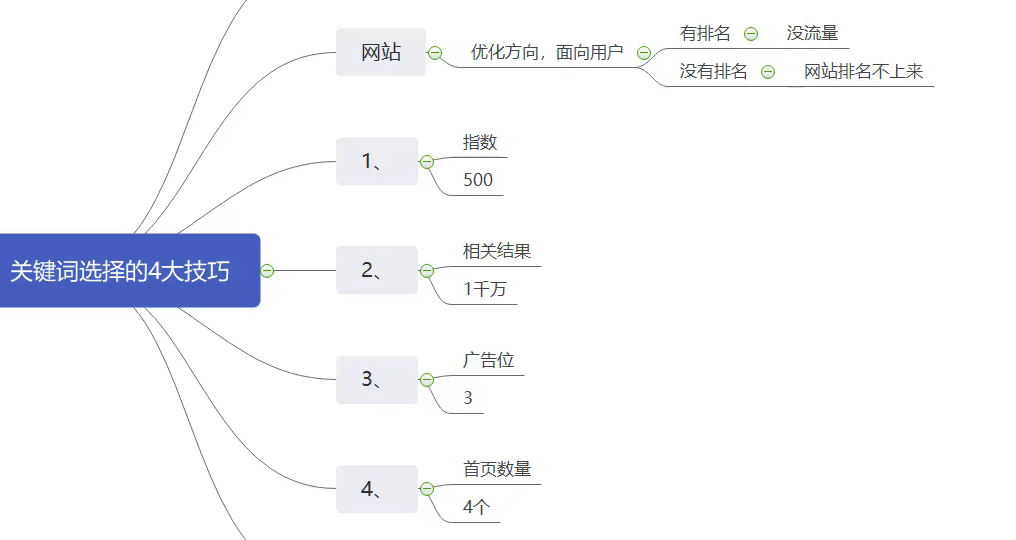 网站
优化方向，面向用户
有排名
没流量
没有排名
网站排名不上来
1、
指数
500
关键词选择的4大技巧
2、
相关结果
1千万
3、
广告位
3
4、
首页数量
4个